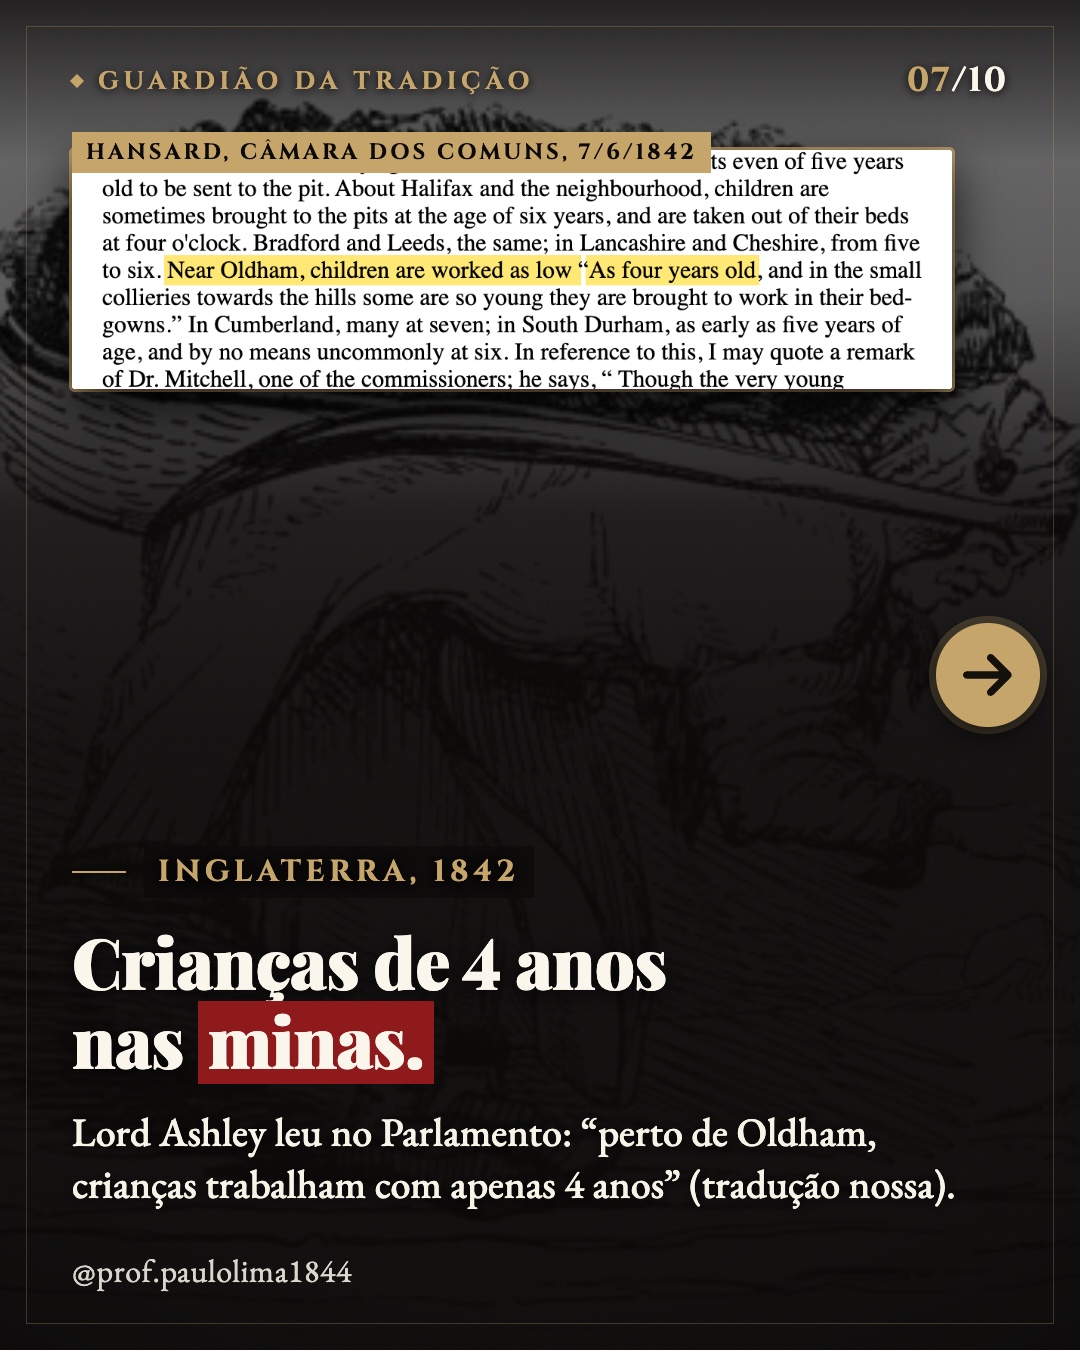 GUARDIÃO DA TRADIÇÃO
07/10
HANSARD, CÂMARA DOS COMUNS, 7/6/1842
ts even of five years
old to be sent to the pit. About Halifax and the neighbourhood, children are
sometimes brought to the pits at the age of six years, and are taken out of their beds
at four o'clock. Bradford and Leeds, the same; in Lancashire and Cheshire, from five
to six. Near Oldham, children are worked as low “As four years old, and in the small
collieries towards the hills some are so young they are brought to work in their bed-
gowns.” In Cumberland, many at seven; in South Durham, as early as five years of
age, and by no means uncommonly at six. In reference to this, I may quote a remark
of Dr. Mitchell, one of the commissioners; he says, “ Though the very young
INGLATERRA, 1842
Crianças de 4 anos
nas minas.
Lord Ashley leu no Parlamento: “perto de Oldham,
crianças trabalham com apenas 4 anos” (tradução nossa).
@prof.paulolima1844